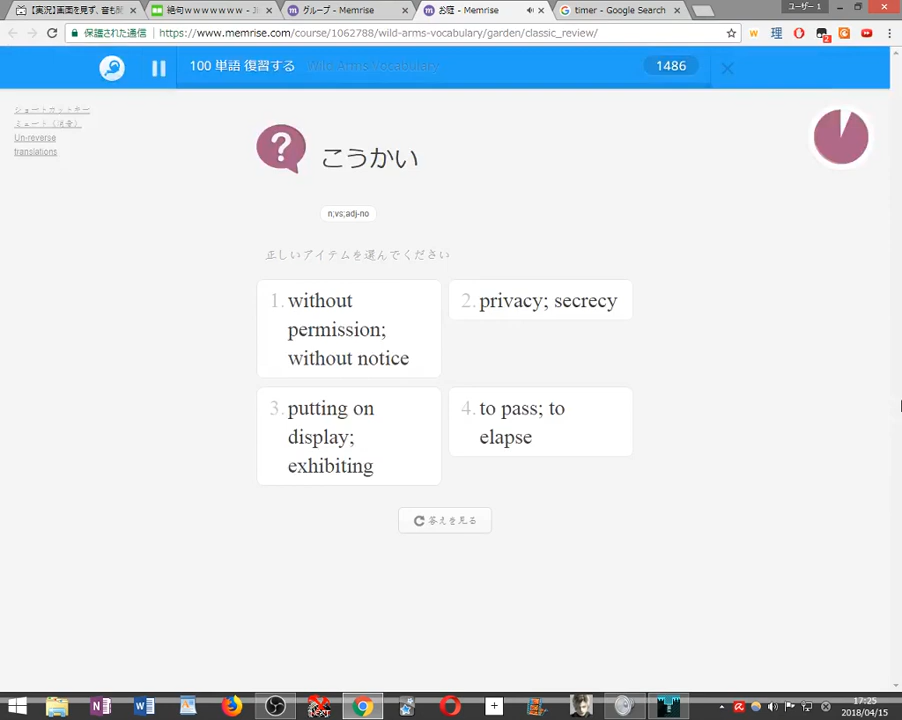 【実況】画面を見ず、音も
絶句ｗｗｗｗｗｗｗ - J
グループ - Memrise
お庭 - Memrise
timer - Google Search
ユーザー 1
保護された通信
https://www.memrise.com/course/1062788/wild-arms-vocabulary/garden/classic_review/
100 単語 復習する
Wild Arms Vocabulary
1486
ショートカットキー
ミュート (消音)
Un-reverse
translations
?
こうかい
n;vs;adj-no
正しいアイテムを選んでください
1. without
permission;
without notice
2. privacy; secrecy
3. putting on
display;
exhibiting
4. to pass; to
elapse
答えを見る
17:25
2018/04/15